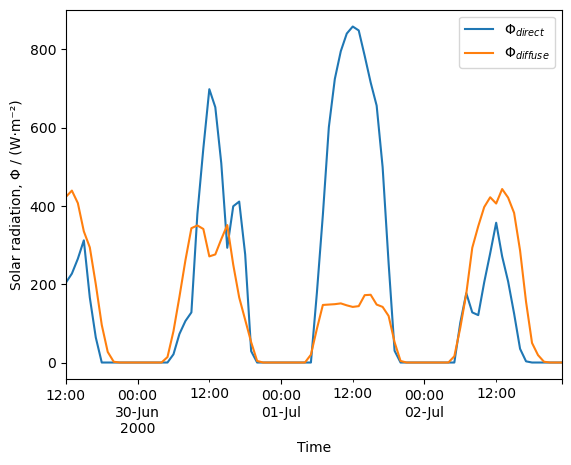 Φdirect
Φdiffuse
800
600
400
200
0
Solar radiation, Φ / (W·m⁻²)
12:00 00:00 12:00 00:00 12:00 00:00 12:00
30-Jun 01-Jul 02-Jul
2000
Time